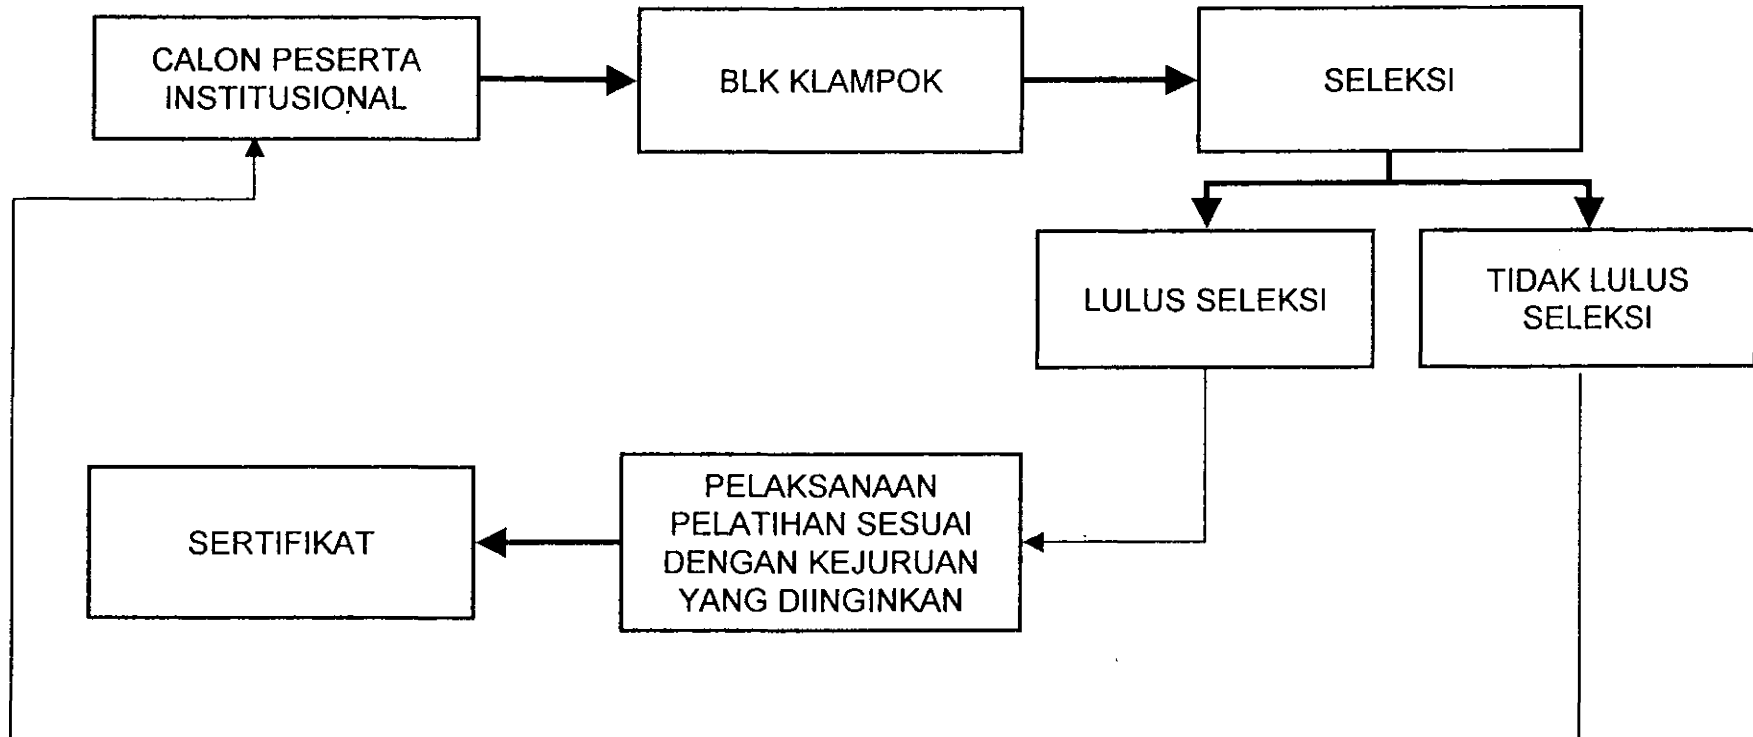 CALON PESERTA
INSTITUSIONAL
BLK KLAMPOK
SELEKSI
LULUS SELEKSI
TIDAK LULUS
SELEKSI
PELAKSANAAN
PELATIHAN SESUAI
DENGAN KEJURUAN
YANG DIINGINKAN
SERTIFIKAT